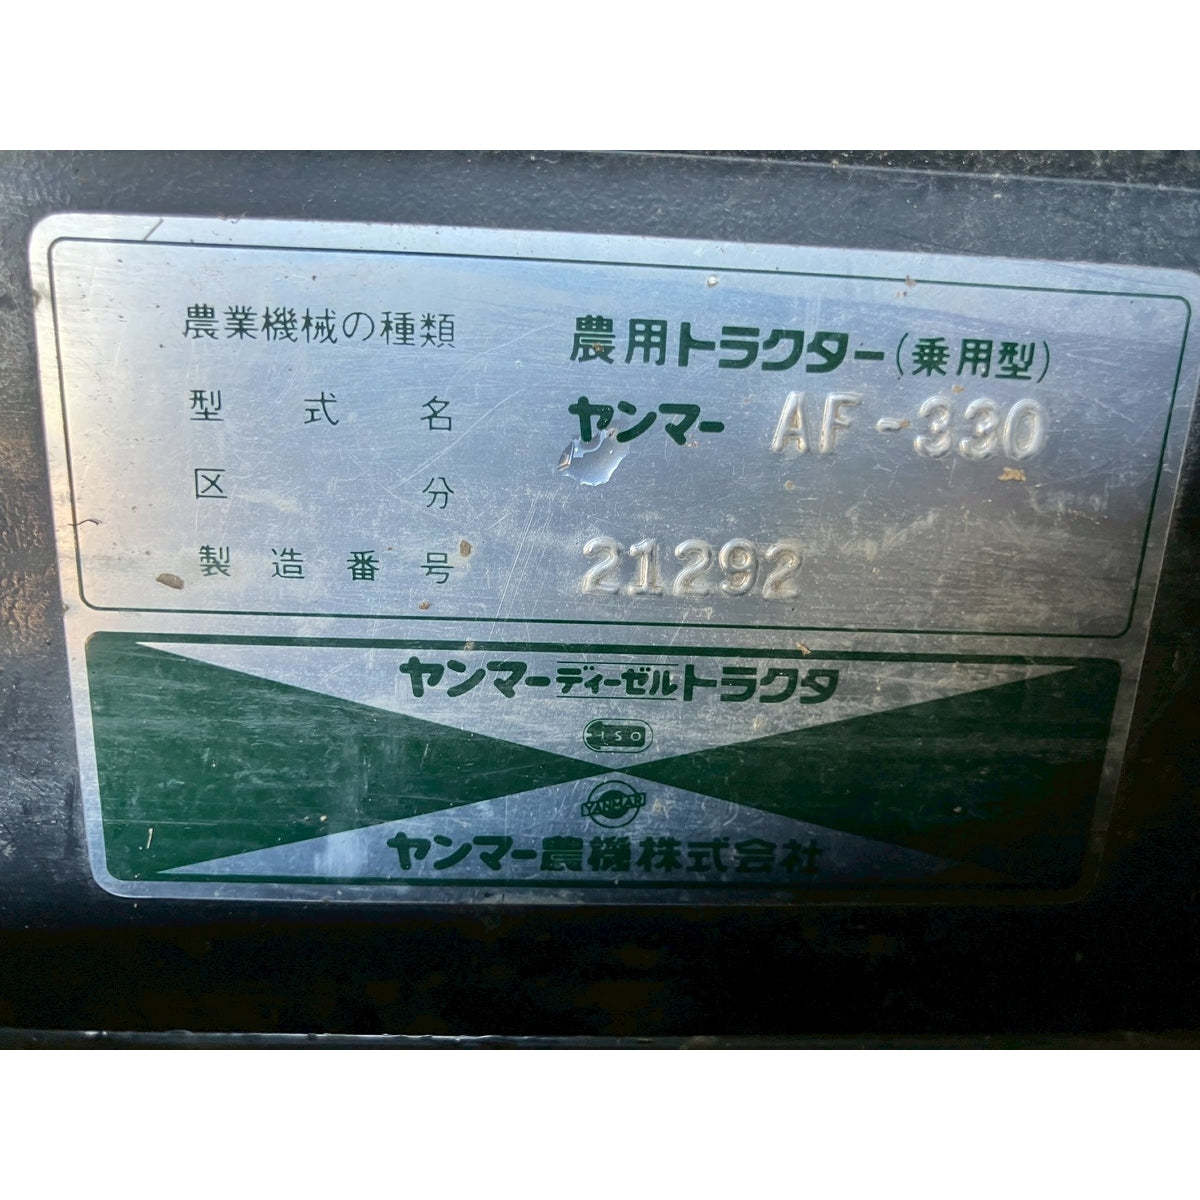 農業機械の種類 農用トラクター(乗用型)
型式名 ヤンマー AF-330
区分
製造番号 21292
ヤンマーディーゼルトラクタ
ISO
YANMAR
ヤンマー農機株式会社